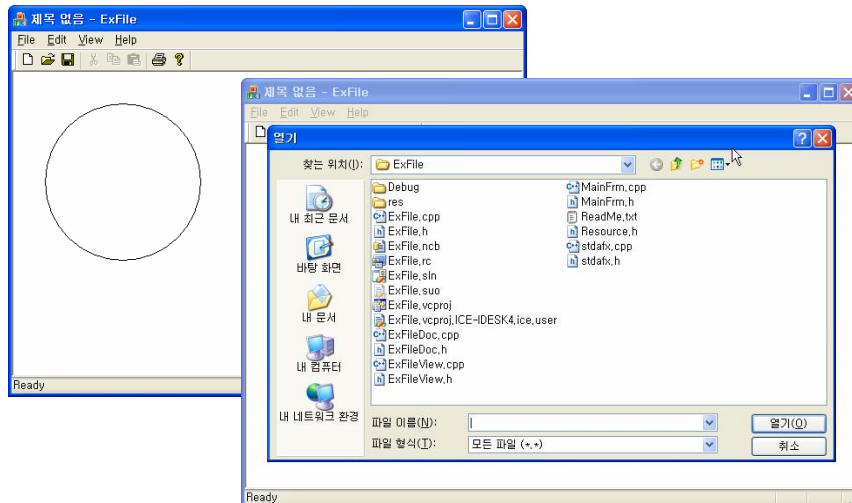 제목 없음 - ExFile
File Edit View Help
Ready
제목 없음 - ExFile
File Edit View Help
열기
찾는 위치(I): ExFile
내 최근 문서
바탕 화면
내 문서
내 컴퓨터
내 네트워크 환경
Debug
res
ExFile.cpp
ExFile.h
ExFile.ncb
ExFile.rc
ExFile.sln
ExFile.suo
ExFile.vcproj
ExFile.vcproj.ICE-IDESK4.ice.user
ExFileDoc.cpp
ExFileDoc.h
ExFileView.cpp
ExFileView.h
MainFrm.cpp
MainFrm.h
ReadMe.txt
Resource.h
stdafx.cpp
stdafx.h
파일 이름(N): 열기(O)
파일 형식(T): 모든 파일 (*.*) 취소
Ready